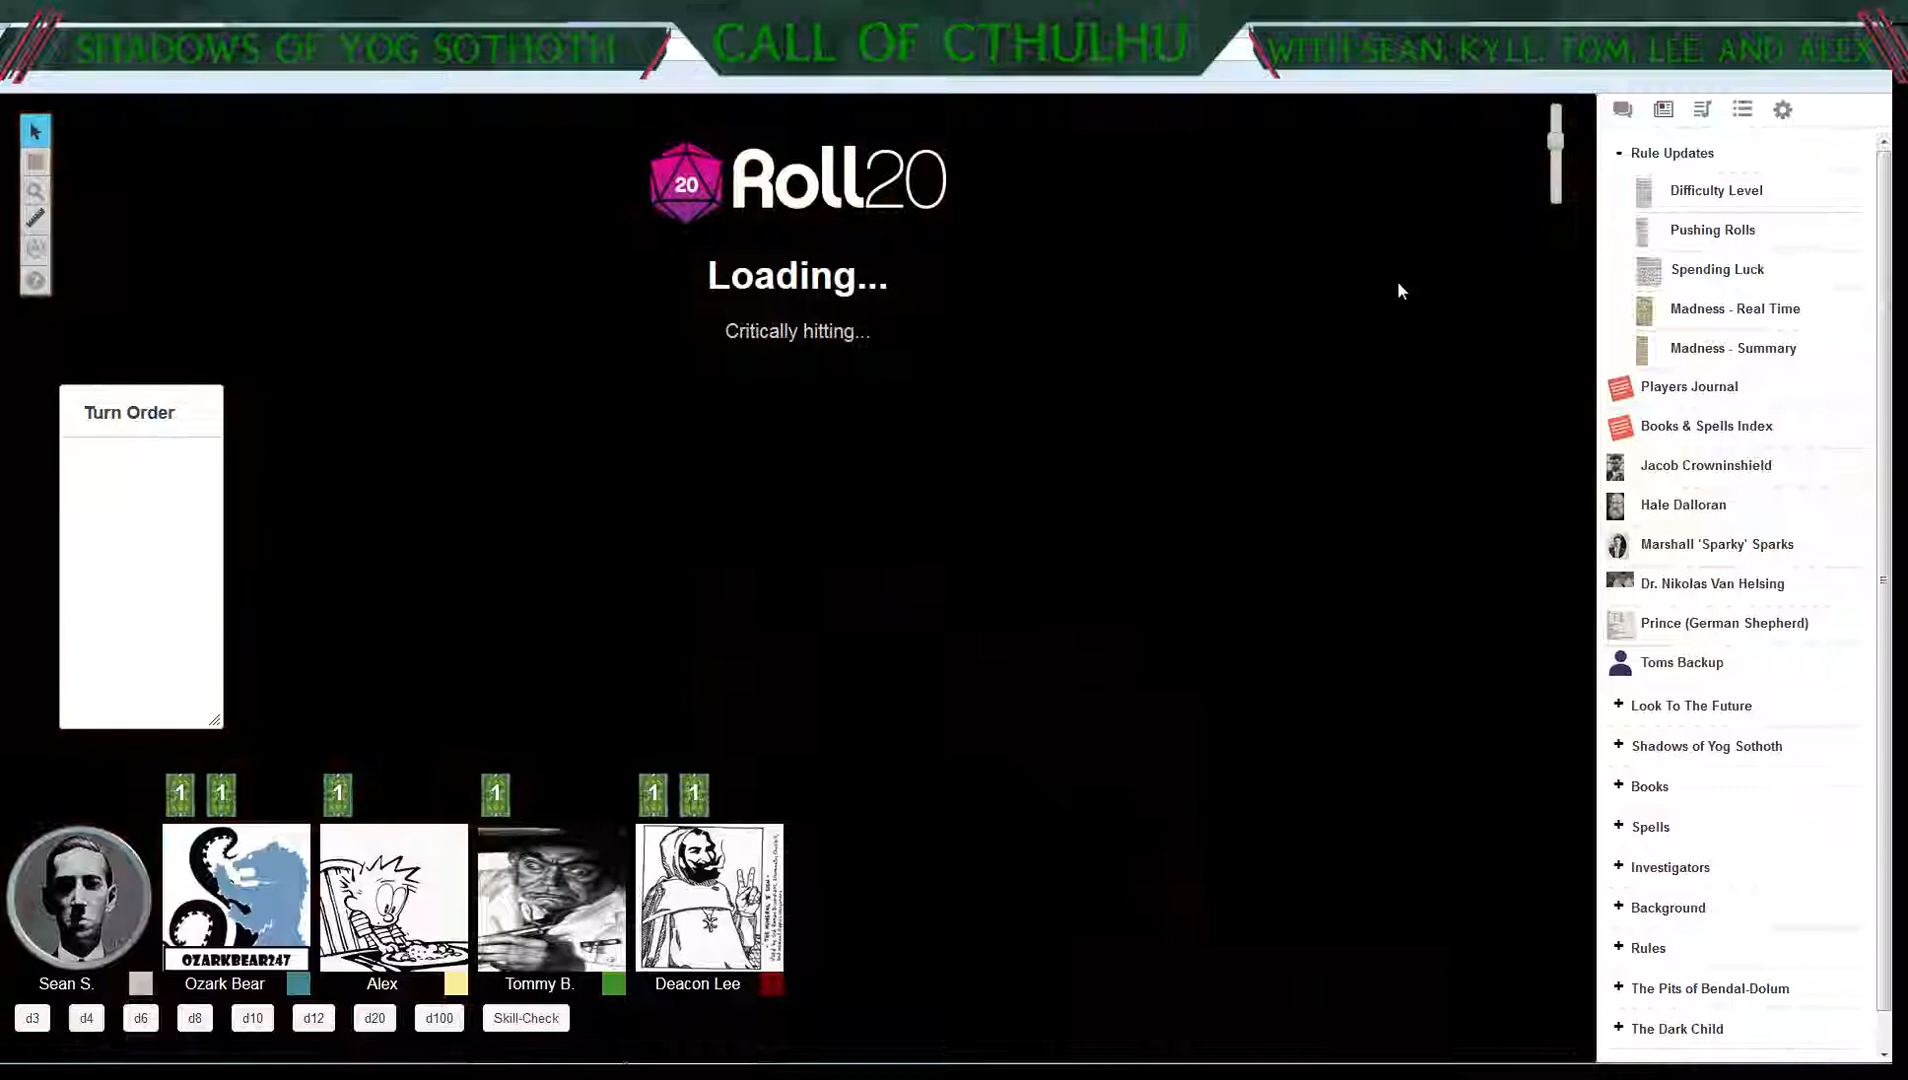 SHADOWS OF YOG SOTHOTH
CALL OF CTHULHU
WITH SEAN, KYLL, TOM, LEE, AND ALEX
20
Roll20
Loading...
Critically hitting...
Turn Order
Rule Updates
Difficulty Level
Pushing Rolls
Spending Luck
Madness - Real Time
Madness - Summary
Players Journal
Books & Spells Index
Jacob Crowninshield
Hale Dalloran
Marshall 'Sparky' Sparks
Dr. Nikolas Van Helsing
Prince (German Shepherd)
Toms Backup
Look To The Future
Shadows of Yog Sothoth
Books
Spells
Investigators
Background
Rules
The Pits of Bendal-Dolum
The Dark Child
1 1 1 1 1 1
OZARKBEAR247
Sean S.
Ozark Bear
Alex
Tommy B.
Deacon Lee
d3
d4
d6
d8
d10
d12
d20
d100
Skill-Check